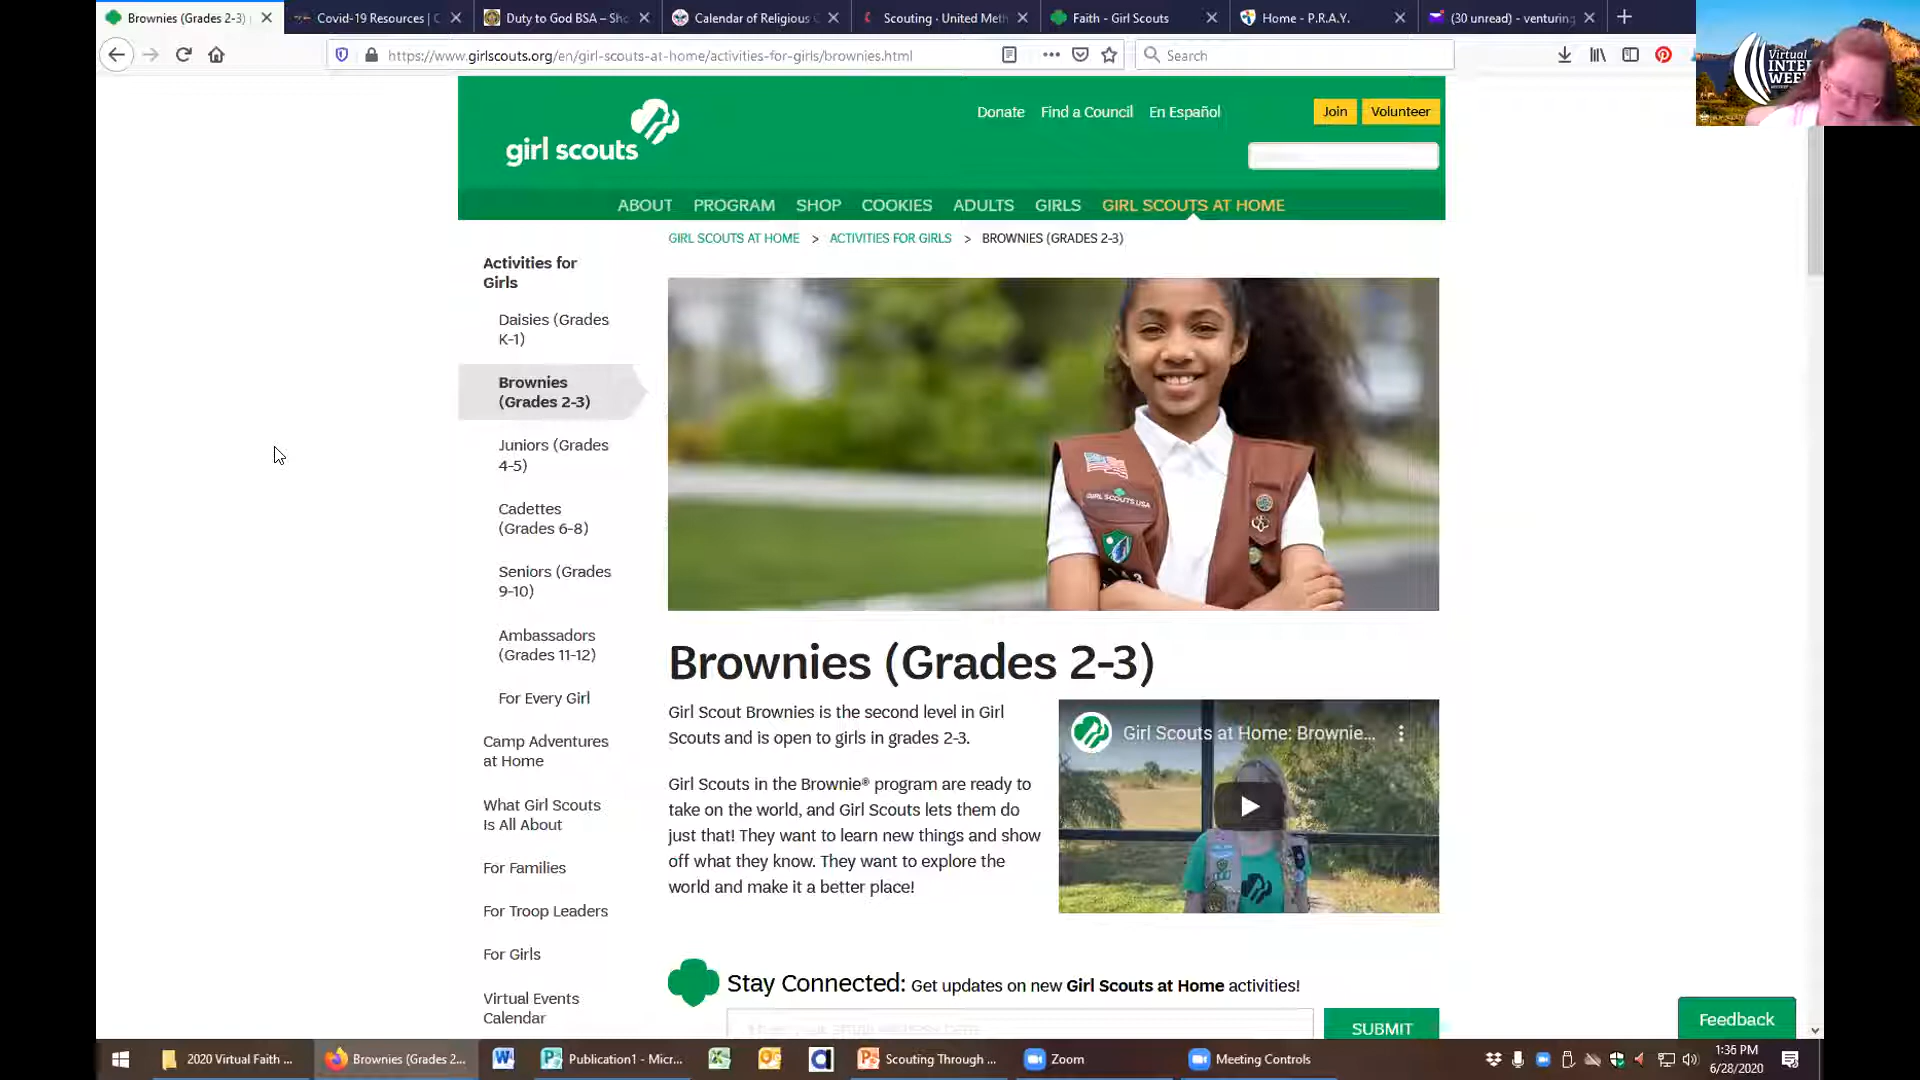 Brownies (Grades 2-3)
Covid-19 Resources | C
Duty to God BSA – Sho
Calendar of Religious
Scouting · United Meth
Faith - Girl Scouts
Home - P.R.A.Y.
(30 unread) - venturing
https://www.girlscouts.org/en/girl-scouts-at-home/activities-for-girls/brownies.html
Search
Virtual
INTE
WEE
girl scouts
Donate
Find a Council
En Español
Join
Volunteer
ABOUT
PROGRAM
SHOP
COOKIES
ADULTS
GIRLS
GIRL SCOUTS AT HOME
GIRL SCOUTS AT HOME > ACTIVITIES FOR GIRLS > BROWNIES (GRADES 2-3)
Activities for
Girls
Daisies (Grades
K-1)
Brownies
(Grades 2-3)
Juniors (Grades
4-5)
Cadettes
(Grades 6-8)
Seniors (Grades
9-10)
Ambassadors
(Grades 11-12)
For Every Girl
Camp Adventures
at Home
What Girl Scouts
Is All About
For Families
For Troop Leaders
For Girls
Virtual Events
Calendar
GIRL SCOUTS USA
Brownies (Grades 2-3)
Girl Scout Brownies is the second level in Girl
Scouts and is open to girls in grades 2-3.
Girl Scouts in the Brownie® program are ready to
take on the world, and Girl Scouts lets them do
just that! They want to learn new things and show
off what they know. They want to explore the
world and make it a better place!
Girl Scouts at Home: Brownie...
Stay Connected: Get updates on new Girl Scouts at Home activities!
SUBMIT
Feedback
2020 Virtual Faith ...
Brownies (Grades 2...
Publication1 - Micr...
Scouting Through ...
Zoom
Meeting Controls
1:36 PM
6/28/2020